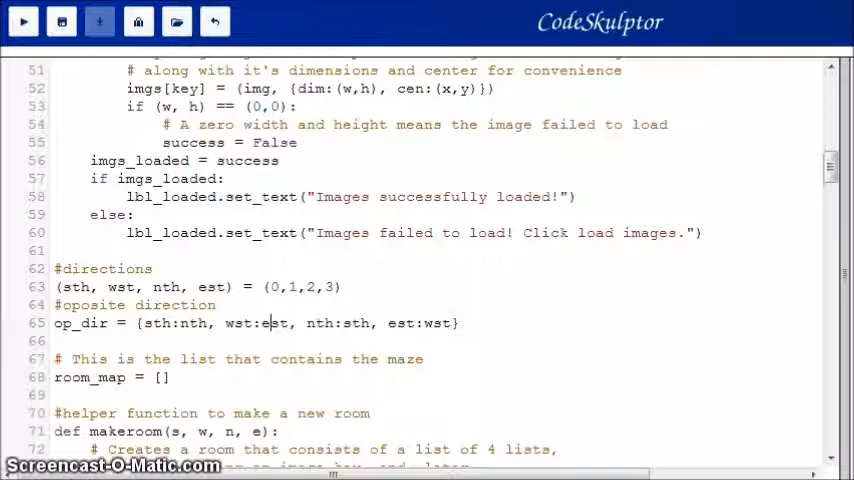 CodeSkulptor
51 # along with it's dimensions and center for convenience
52 imgs[key] = (img, {dim:(w,h), cen:(x,y)})
53 if (w, h) == (0,0):
54 # A zero width and height means the image failed to load
55 success = False
56 imgs_loaded = success
57 if imgs_loaded:
58 lbl_loaded.set_text("Images successfully loaded!")
59 else:
60 lbl_loaded.set_text("Images failed to load! Click load images.")
61
62 #directions
63 (sth, wst, nth, est) = (0,1,2,3)
64 #oposite direction
65 op_dir = {sth:nth, wst:est, nth:sth, est:wst}
66
67 # This is the list that contains the maze
68 room_map = []
69
70 #helper function to make a new room
71 def makeroom(s, w, n, e):
72 # Creates a room that consists of a list of 4 lists,
Screencast-O-Matic.com